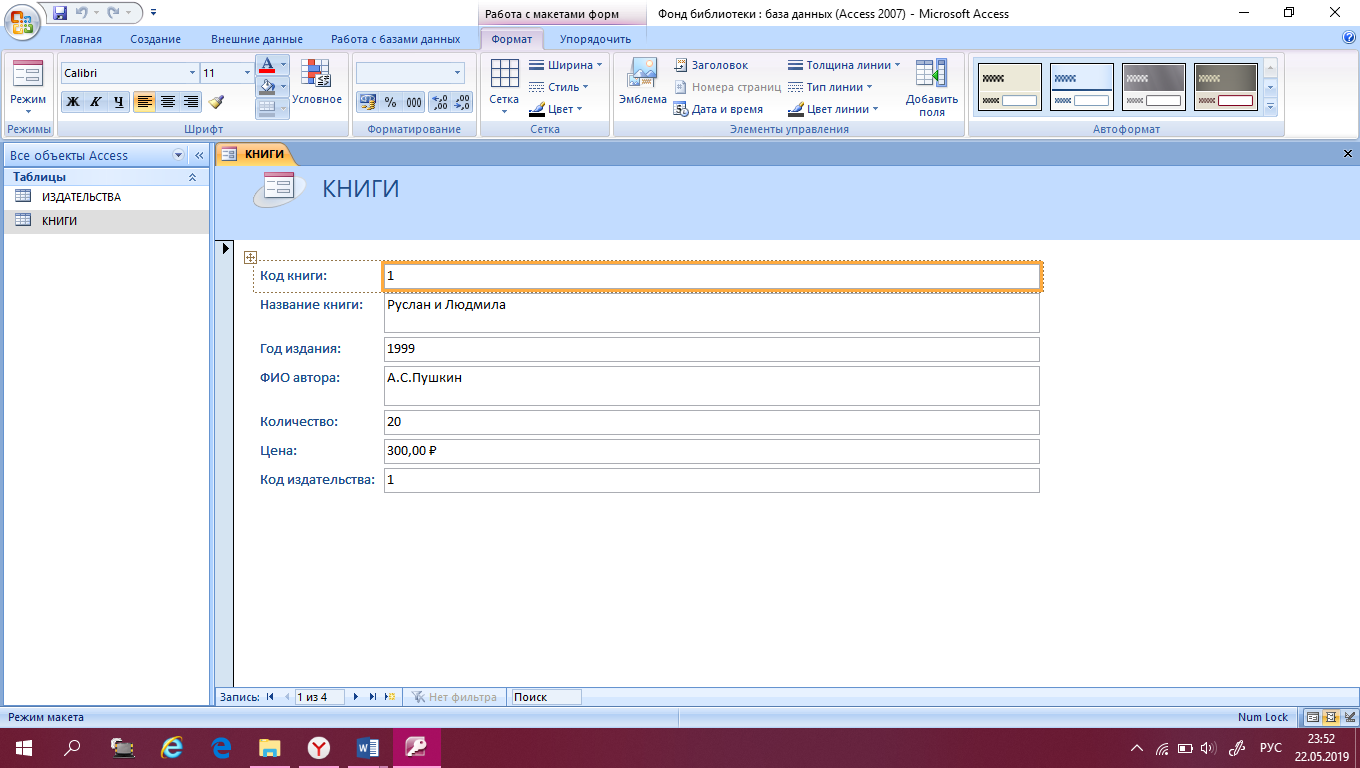 Работа с макетами форм
Фонд библиотеки : база данных (Access 2007) - Microsoft Access
Главная Создание Внешние данные Работа с базами данных Формат Упорядочить
Режим
Режимы
Calibri 11
Ж К Ч А
Условное
Шрифт
% 000 ,00 ,0
Форматирование
Сетка
Ширина
Стиль
Цвет
Сетка
Эмблема
Заголовок
Номера страниц
Дата и время
Толщина линии
Тип линии
Цвет линии
Добавить
поля
Элементы управления
Автоформат
Все объекты Access «
Таблицы
ИЗДАТЕЛЬСТВА
КНИГИ
КНИГИ
КНИГИ
Код книги: 1
Название книги: Руслан и Людмила
Год издания: 1999
ФИО автора: А.С.Пушкин
Количество: 20
Цена: 300,00 ₽
Код издательства: 1
Запись: 1 из 4 Нет фильтра Поиск
Режим макета Num Lock
РУС
23:52
22.05.2019